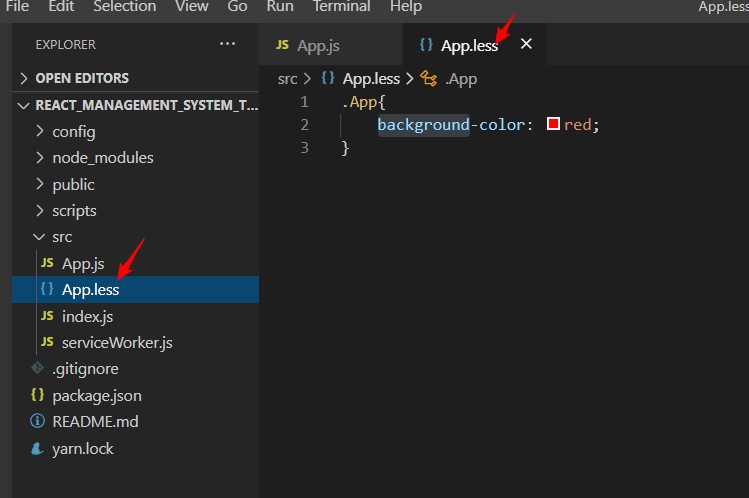 File Edit Selection View Go Run Terminal Help App.less
EXPLORER ...
JS App.js {} App.less ×
OPEN EDITORS
src > {} App.less > .App
REACT_MANAGEMENT_SYSTEM_T...
1 .App{
config
2 background-color: red;
node_modules
3 }
public
scripts
src
JS App.js
{} App.less
JS index.js
JS serviceWorker.js
.gitignore
{} package.json
README.md
yarn.lock